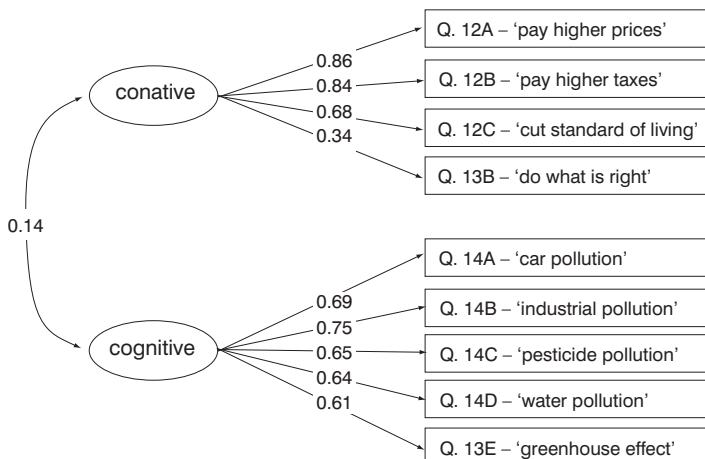 0.86
Q. 12A – ‘pay higher prices’
conative
0.84
Q. 12B – ‘pay higher taxes’
0.68
Q. 12C – ‘cut standard of living’
0.34
Q. 13B – ‘do what is right’
0.14
0.69
Q. 14A – ‘car pollution’
0.75
Q. 14B – ‘industrial pollution’
cognitive
0.65
Q. 14C – ‘pesticide pollution’
0.64
Q. 14D – ‘water pollution’
0.61
Q. 13E – ‘greenhouse effect’